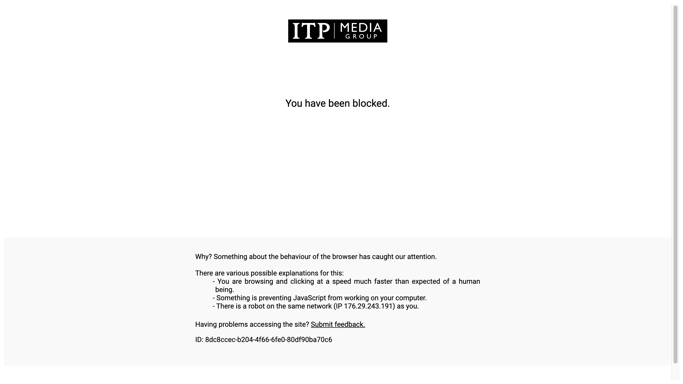 ITP MEDIA
GROUP
You have been blocked.
Why? Something about the behaviour of the browser has caught our attention.
There are various possible explanations for this:
- You are browsing and clicking at a speed much faster than expected of a human
being.
- Something is preventing JavaScript from working on your computer.
- There is a robot on the same network (IP 176.29.243.191) as you.
Having problems accessing the site? Submit feedback.
ID: 8dc8ccec-b204-4f66-6fe0-80df90ba70c6